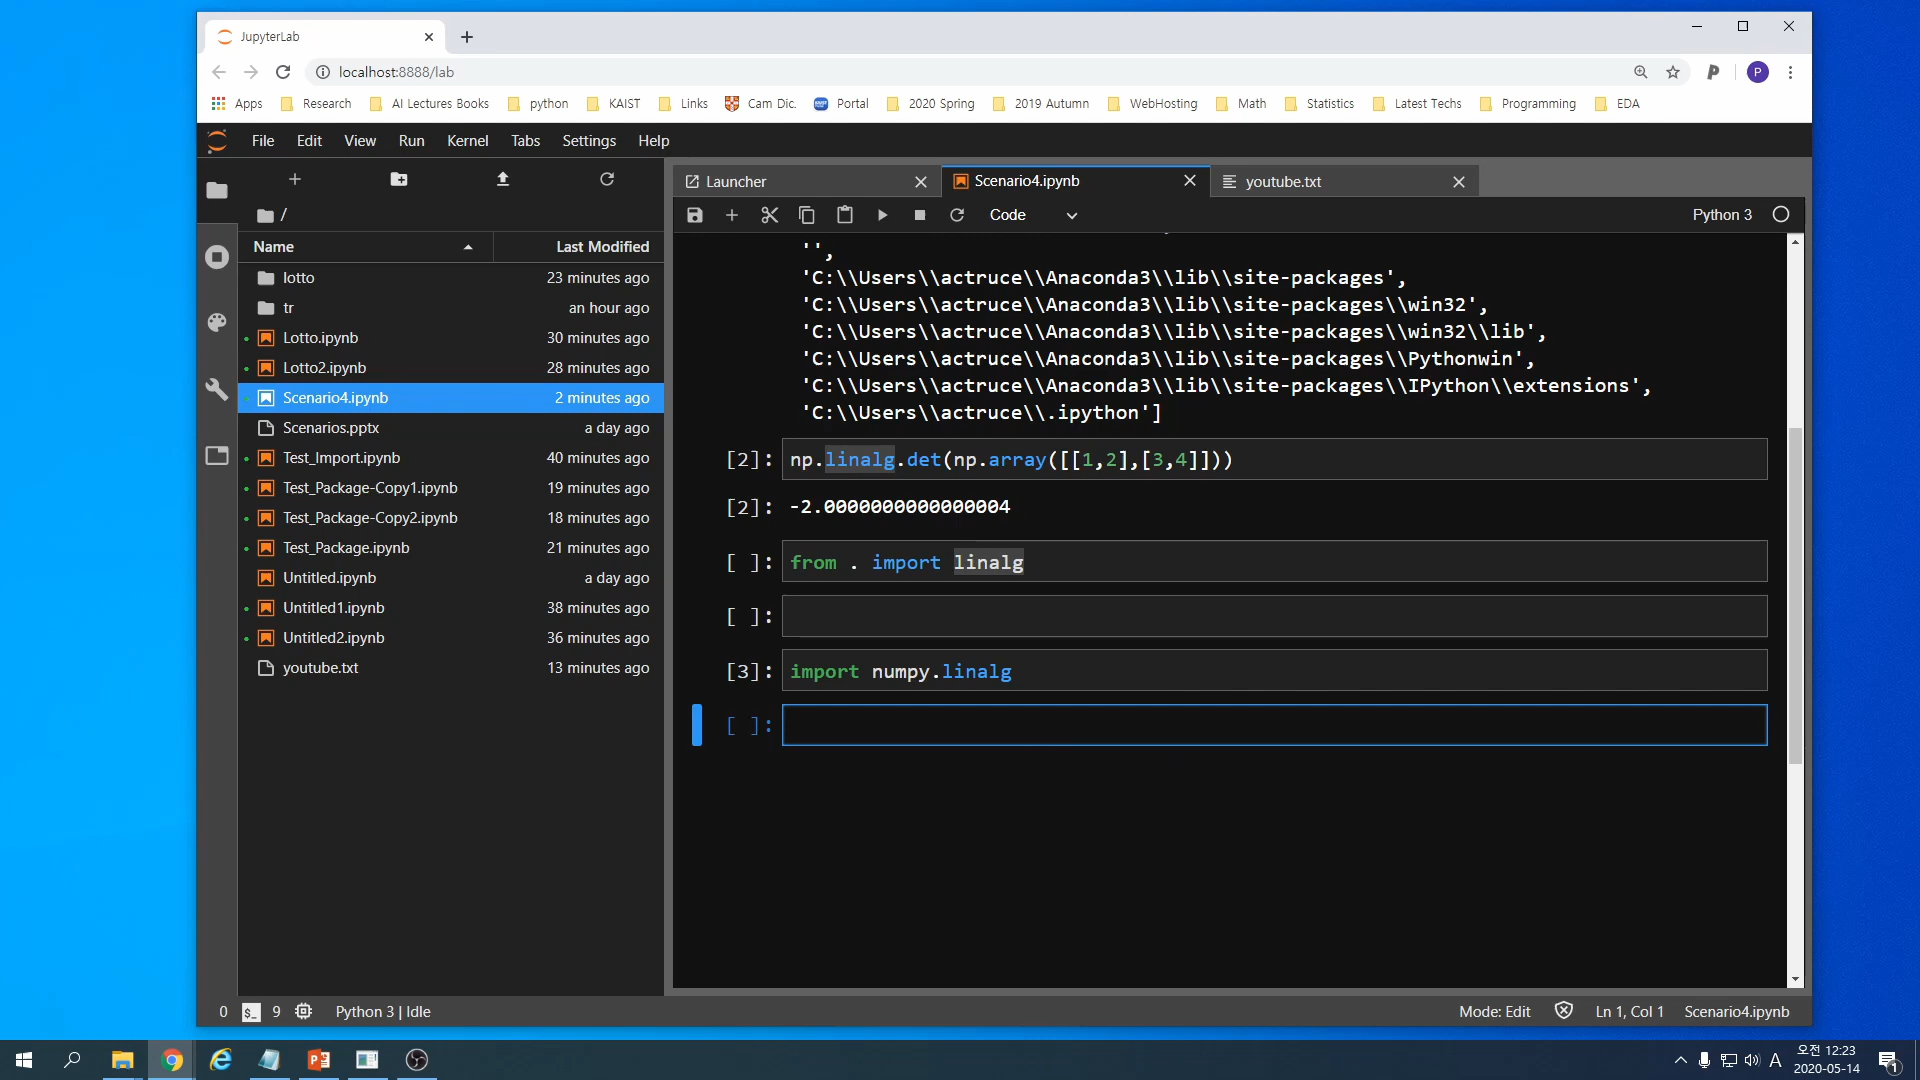 JupyterLab
localhost:8888/lab
P
Apps Research AI Lectures Books python KAIST Links Cam Dic. Portal 2020 Spring 2019 Autumn WebHosting Math Statistics Latest Techs Programming EDA
File Edit View Run Kernel Tabs Settings Help
Launcher Scenario4.ipynb youtube.txt
Code Python 3
/
Name Last Modified
lotto 23 minutes ago
tr an hour ago
Lotto.ipynb 30 minutes ago
Lotto2.ipynb 28 minutes ago
Scenario4.ipynb 2 minutes ago
Scenarios.pptx a day ago
Test_Import.ipynb 40 minutes ago
Test_Package-Copy1.ipynb 19 minutes ago
Test_Package-Copy2.ipynb 18 minutes ago
Test_Package.ipynb 21 minutes ago
Untitled.ipynb a day ago
Untitled1.ipynb 38 minutes ago
Untitled2.ipynb 36 minutes ago
youtube.txt 13 minutes ago
'',
'C:\\Users\\actruce\\Anaconda3\\lib\\site-packages',
'C:\\Users\\actruce\\Anaconda3\\lib\\site-packages\\win32',
'C:\\Users\\actruce\\Anaconda3\\lib\\site-packages\\win32\\lib',
'C:\\Users\\actruce\\Anaconda3\\lib\\site-packages\\Pythonwin',
'C:\\Users\\actruce\\Anaconda3\\lib\\site-packages\\IPython\\extensions',
'C:\\Users\\actruce\\.ipython']
[2]: np.linalg.det(np.array([[1,2],[3,4]]))
[2]: -2.0000000000000004
[ ]: from . import linalg
[ ]:
[3]: import numpy.linalg
[ ]:
0 $_ 9 Python 3 | Idle Mode: Edit Ln 1, Col 1 Scenario4.ipynb
A 오전 12:23
2020-05-14
1